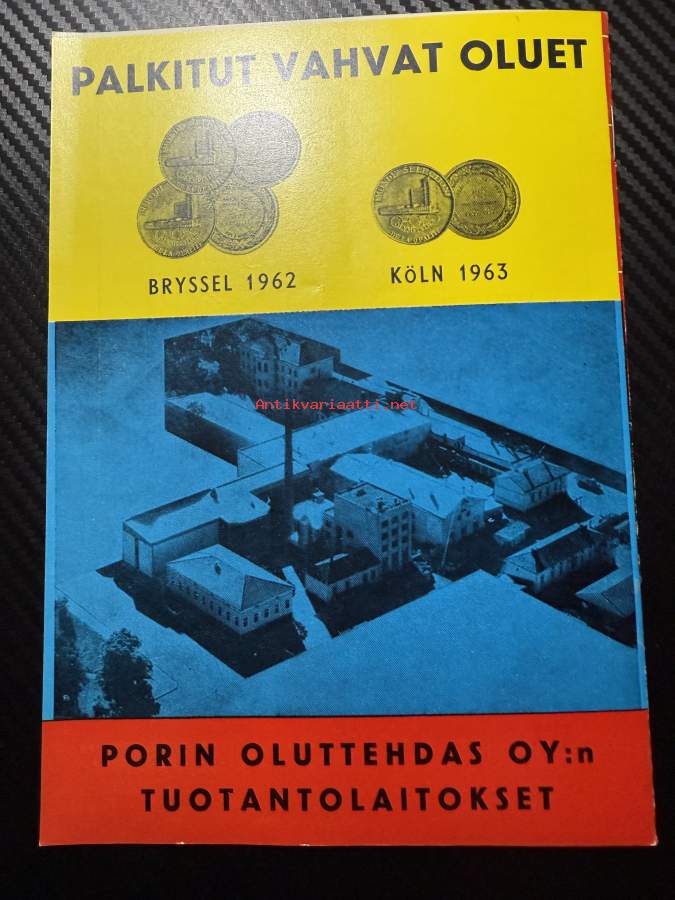 PALKITUT VAHVAT OLUET
BRYSSEL 1962
KÖLN 1963
Antikvariaatti.net
PORIN OLUTTEHDAS OY:n
TUOTANTOLAITOKSET